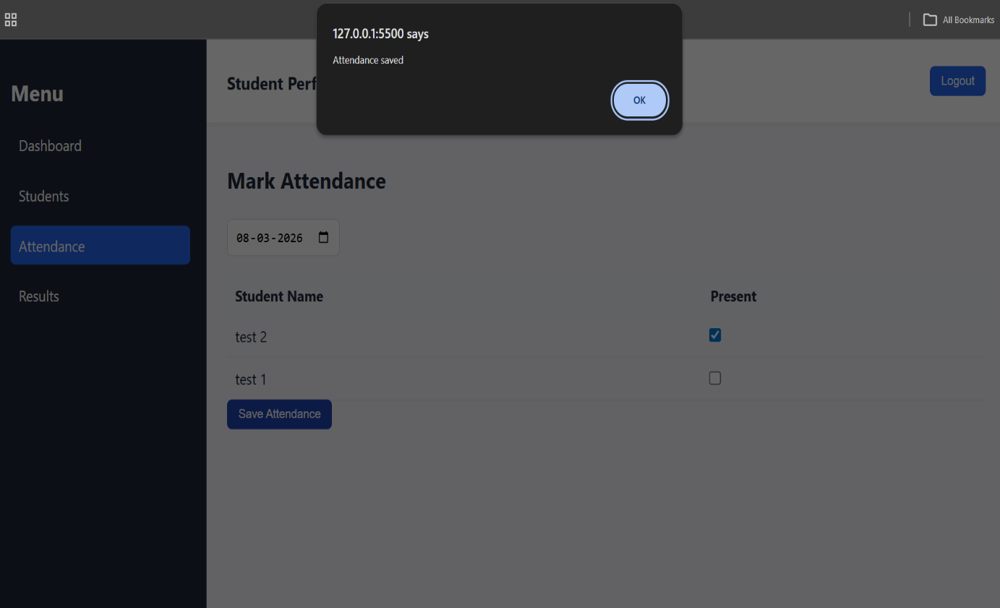 All Bookmarks
127.0.0.1:5500 says
Attendance saved
OK
Menu
Dashboard
Students
Attendance
Results
Student Perf
Logout
Mark Attendance
08-03-2026
Student Name Present
test 2
test 1
Save Attendance